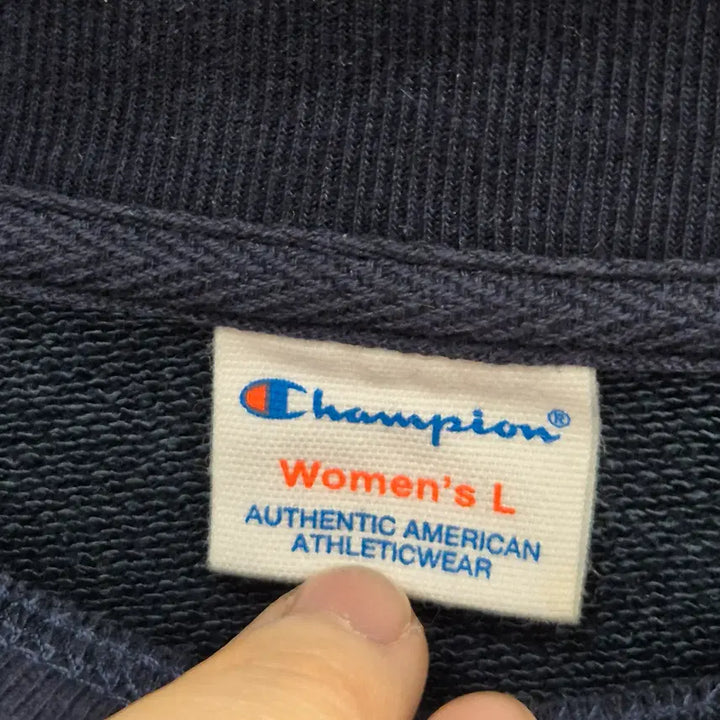 Champion®
Women's L
AUTHENTIC AMERICAN
ATHLETICWEAR